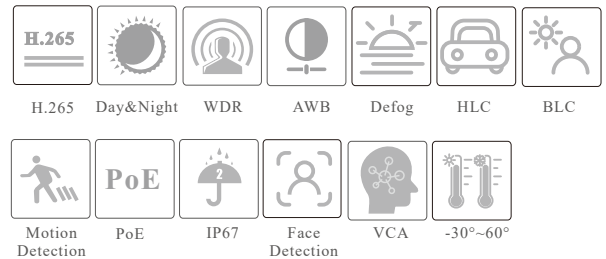 H.265
H.265 Day&Night WDR AWB Defog HLC BLC
PoE 2
Motion PoE IP67 Face VCA -30°~60°
Detection Detection